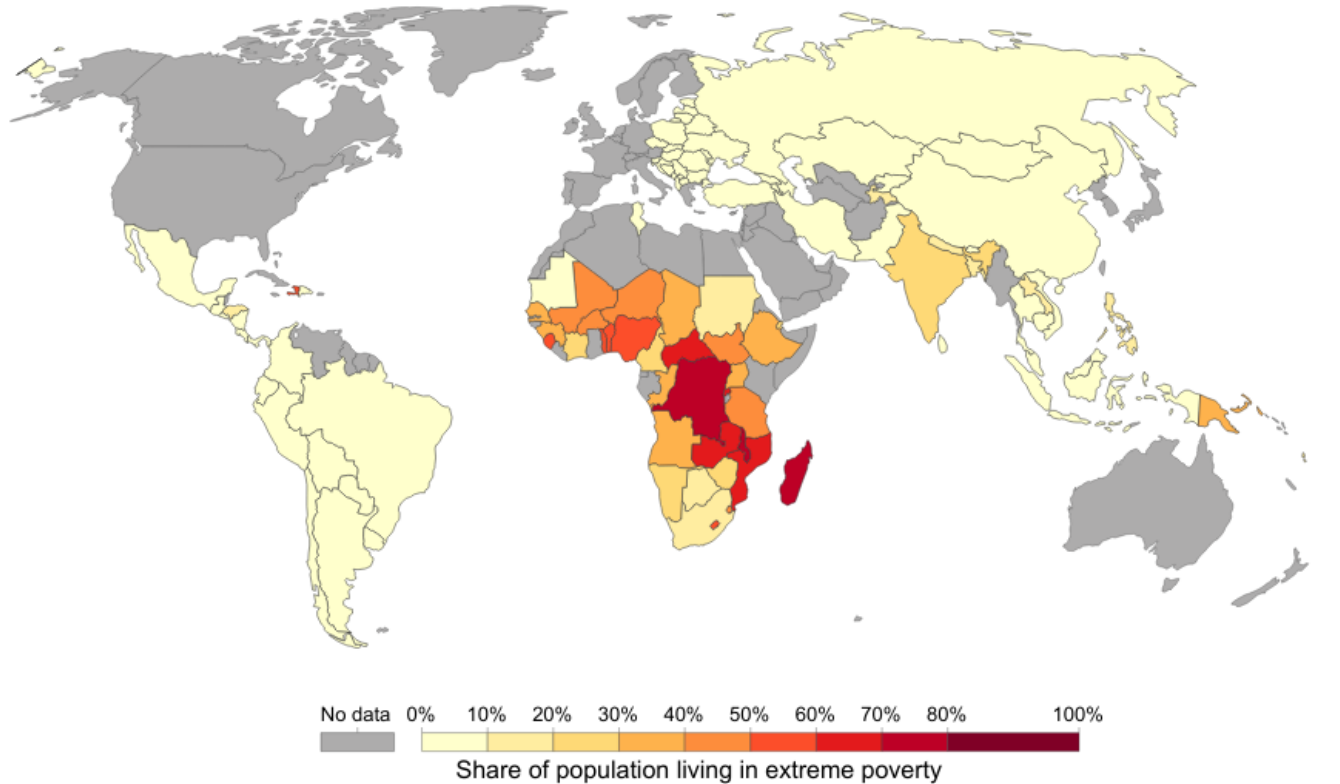 No data 0% 10% 20% 30% 40% 50% 60% 70% 80% 100%
Share of population living in extreme poverty